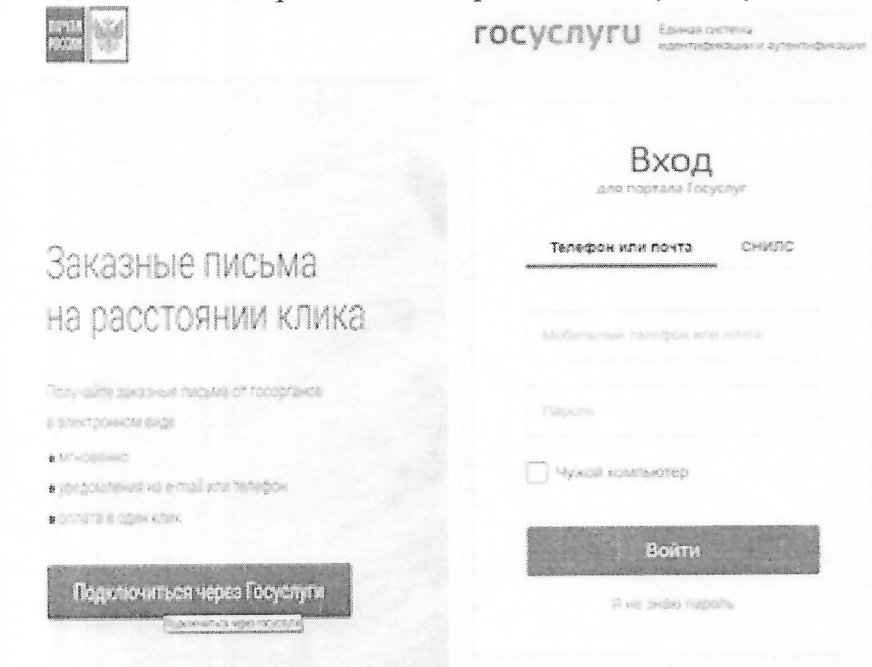 ПОЧТА
РОССИИ
Заказные письма
на расстоянии клика
Получайте заказные письма от госорганов
в электронном виде
мгновенно
уведомления на e-mail или телефон
оплата в один клик
Подключиться через Госуслуги
Подключиться через госуслуги
госуслуги
Единая система
идентификации и аутентификации
Вход
для портала Госуслуг
Телефон или почта СНИЛС
Мобильный телефон или почта
Пароль
Чужой компьютер
Войти
Я не знаю пароль